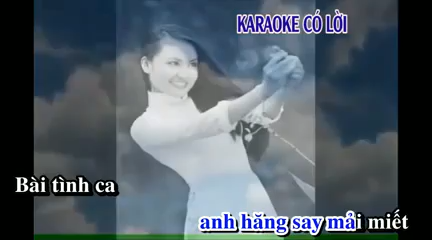 KARAOKE CÓ LỜI
Bài tình ca
anh hăng say mải miết